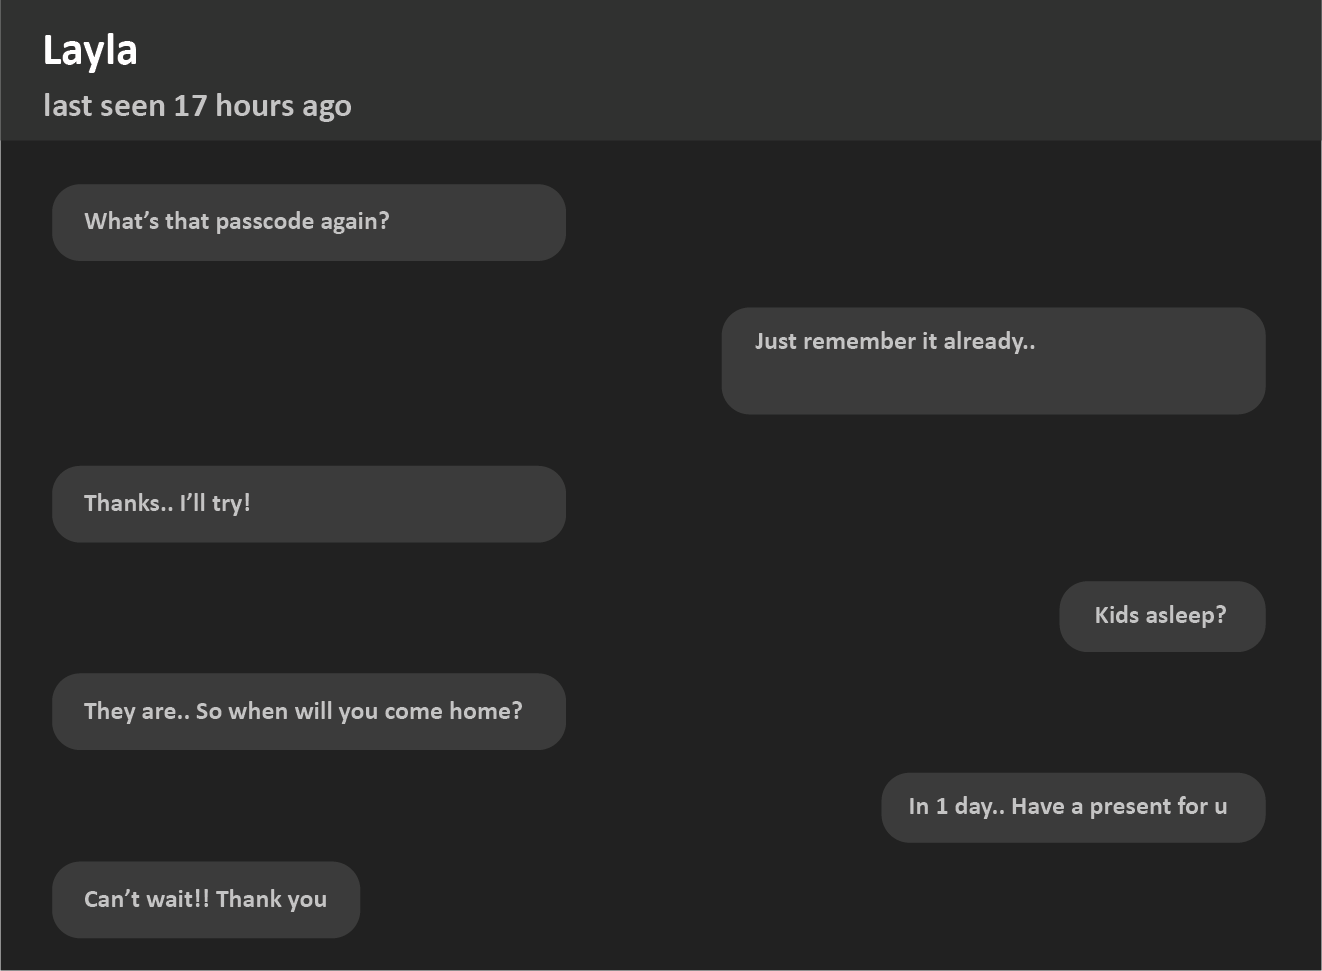 Layla
last seen 17 hours ago
What’s that passcode again?
Just remember it already..
Thanks.. I’ll try!
Kids asleep?
They are.. So when will you come home?
In 1 day.. Have a present for u
Can’t wait!! Thank you